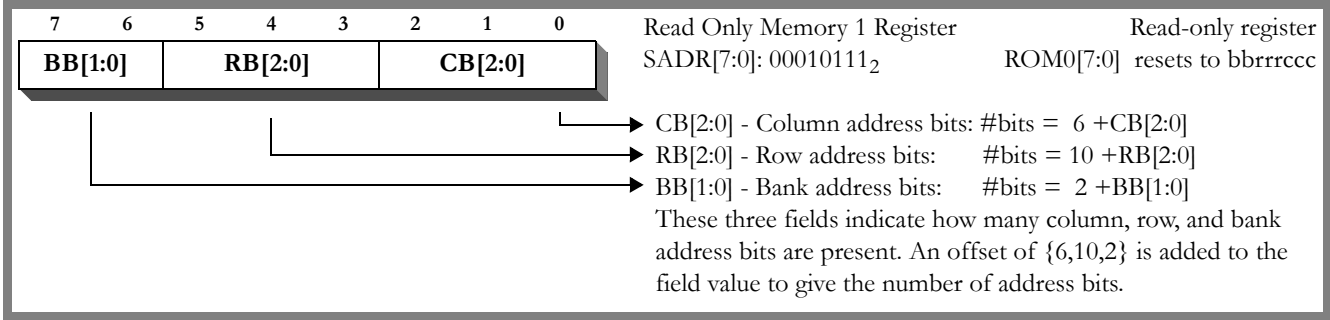 7 6 5 4 3 2 1 0
BB[1:0] RB[2:0] CB[2:0]
Read Only Memory 1 Register Read-only register
SADR[7:0]: 00010111₂ ROM0[7:0] resets to bbrrrccc
CB[2:0] - Column address bits: #bits = 6 +CB[2:0]
RB[2:0] - Row address bits: #bits = 10 +RB[2:0]
BB[1:0] - Bank address bits: #bits = 2 +BB[1:0]
These three fields indicate how many column, row, and bank
address bits are present. An offset of {6,10,2} is added to the
field value to give the number of address bits.